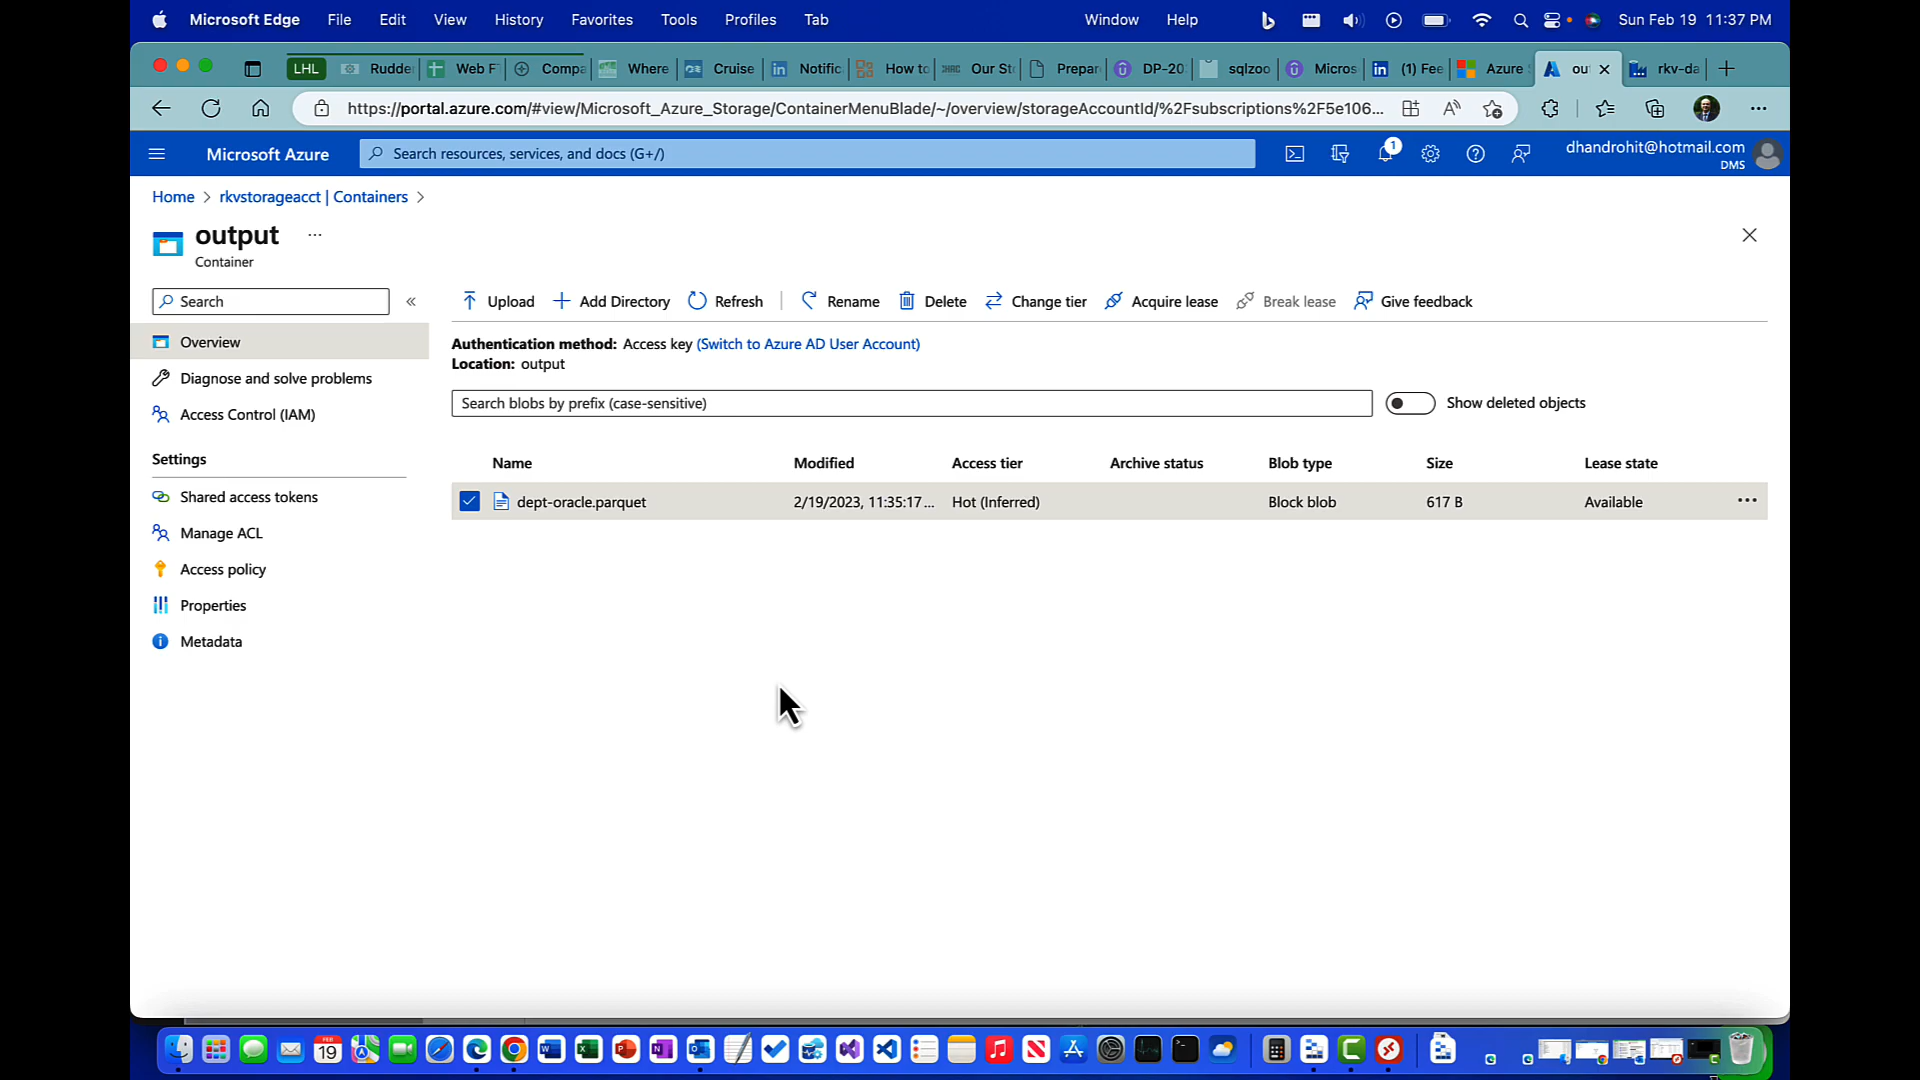 Microsoft Edge File Edit View History Favorites Tools Profiles Tab Window Help Sun Feb 19 11:37 PM
LHL Rudde Web F Compa Where Cruise Notific How to Our St Prepar DP-20 sqlzoo Micros (1) Fee Azure ou rkv-da
https://portal.azure.com/#view/Microsoft_Azure_Storage/ContainerMenuBlade/~/overview/storageAccountId/%2Fsubscriptions%2F5e106...
Microsoft Azure Search resources, services, and docs (G+/) 1 dhandrohit@hotmail.com
DMS
Home > rkvstorageacct | Containers >
output ...
Container
Search «
Upload Add Directory Refresh Rename Delete Change tier Acquire lease Break lease Give feedback
Overview
Diagnose and solve problems
Access Control (IAM)
Settings
Shared access tokens
Manage ACL
Access policy
Properties
Metadata
Authentication method: Access key (Switch to Azure AD User Account)
Location: output
Search blobs by prefix (case-sensitive) Show deleted objects
Name Modified Access tier Archive status Blob type Size Lease state
dept-oracle.parquet 2/19/2023, 11:35:17 ... Hot (Inferred) Block blob 617 B Available ...
FEB
19